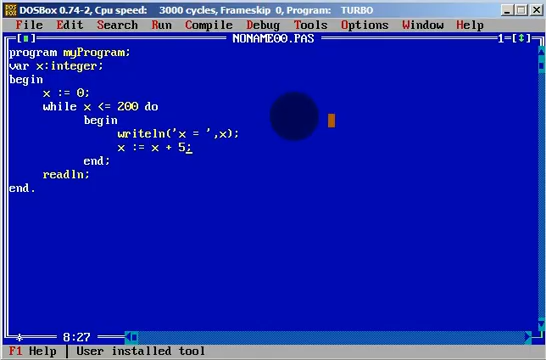 DOSBox 0.74-2, Cpu speed: 3000 cycles, Frameskip 0, Program: TURBO
File Edit Search Run Compile Debug Tools Options Window Help
NONAME00.PAS 1=[↕]
program myProgram;
var x:integer;
begin
x := 0;
while x <= 200 do
begin
writeln('x = ',x);
x := x + 5;
end;
readln;
end.
* 8:27
F1 Help | User installed tool